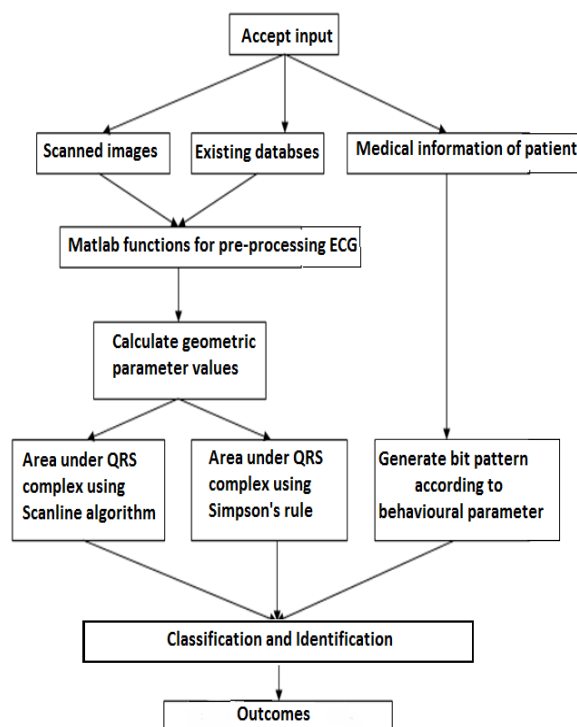 Accept input
Scanned images
Existing databses
Medical information of patient
Matlab functions for pre-processing ECG
Calculate geometric
parameter values
Area under QRS
complex using
Scanline algorithm
Area under QRS
complex using
Simpson's rule
Generate bit pattern
according to
behavioural parameter
Classification and Identification
Outcomes